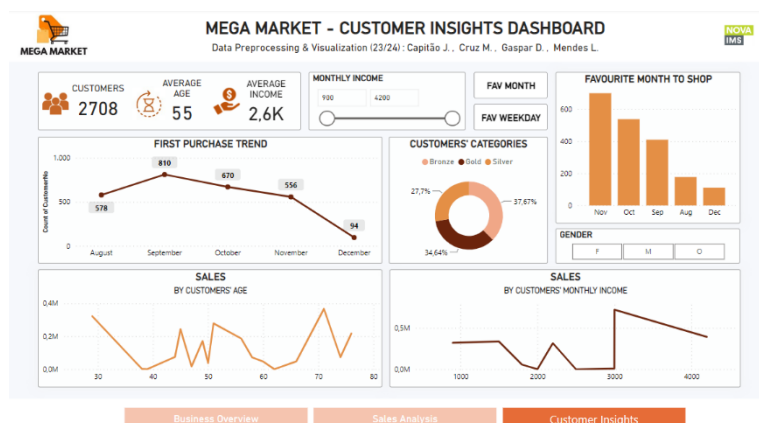 MEGA MARKET
MEGA MARKET - CUSTOMER INSIGHTS DASHBOARD
Data Preprocessing & Visualization (23/24) : Capitão J. , Cruz M. , Gaspar D. , Mendes L.
NOVA
IMS
CUSTOMERS
2708
AVERAGE
AGE
55
AVERAGE
INCOME
2,6K
MONTHLY INCOME
900
4200
FAV MONTH
FAV WEEKDAY
FAVOURITE MONTH TO SHOP
600
400
200
0
Nov
Oct
Sep
Aug
Dec
FIRST PURCHASE TREND
Count of CustomerNo
1.000
500
0
578
810
670
556
94
August
September
October
November
December
CUSTOMERS' CATEGORIES
Bronze
Gold
Silver
27,7%
37,67%
34,64%
GENDER
F
M
O
SALES
BY CUSTOMERS' AGE
0,4M
0,2M
0,0M
30
40
50
60
70
80
SALES
BY CUSTOMERS' MONTHLY INCOME
0,5M
0,0M
1000
2000
3000
4000
Business Overview
Sales Analysis
Customer Insights